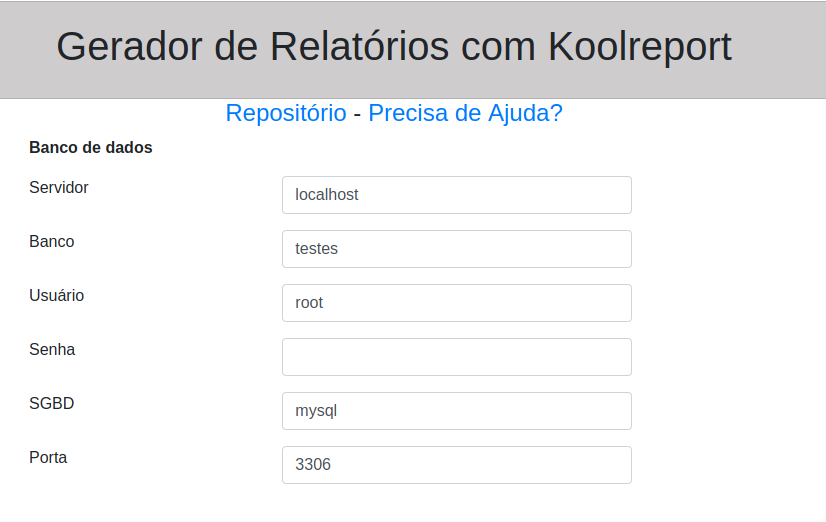 Gerador de Relatórios com Koolreport
Repositório - Precisa de Ajuda?
Banco de dados
Servidor localhost
Banco testes
Usuário root
Senha
SGBD mysql
Porta 3306